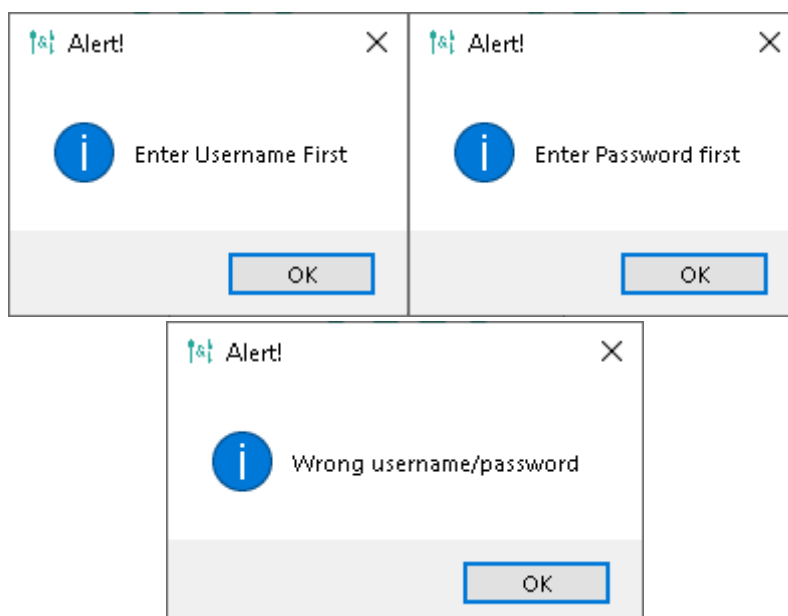 Alert!
Enter Username First
OK
Alert!
Enter Password first
OK
Alert!
Wrong username/password
OK